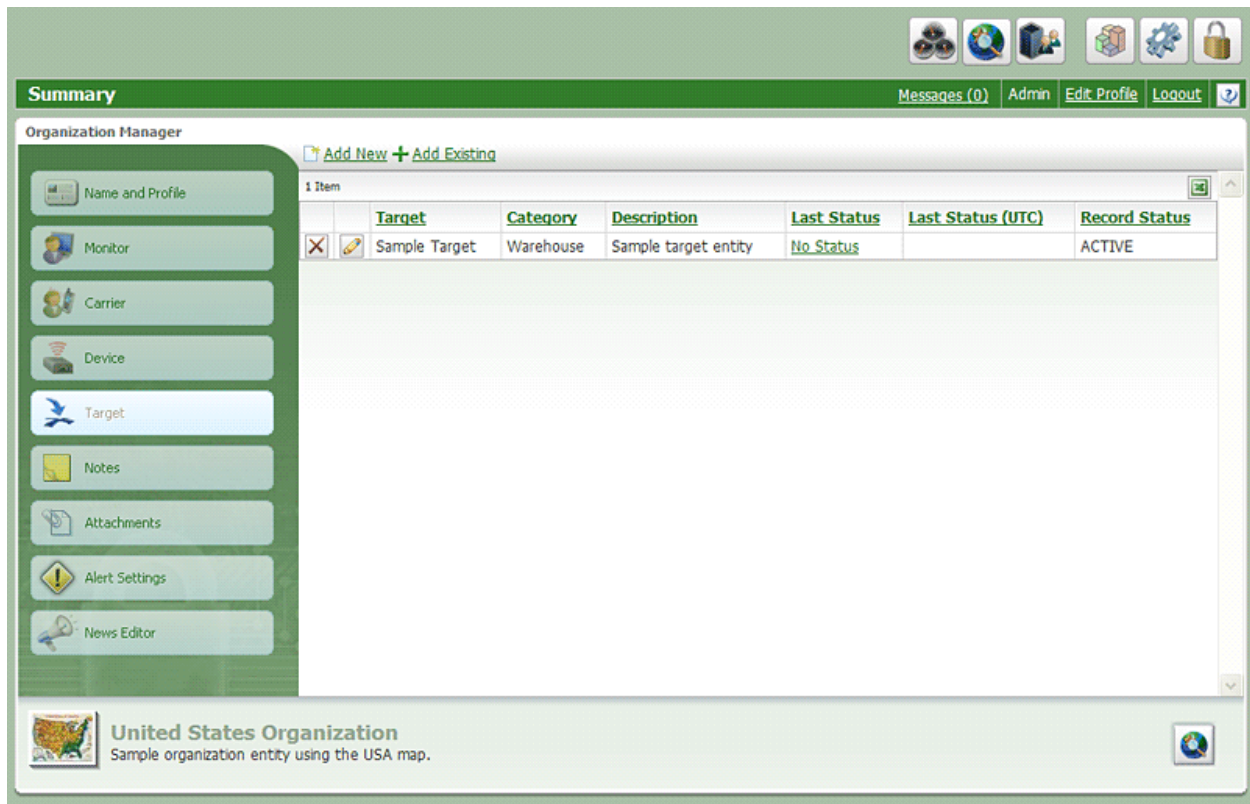 Summary
Messages (0) Admin Edit Profile Logout
Organization Manager
Add New Add Existing
Name and Profile
Monitor
Carrier
Device
Target
Notes
Attachments
Alert Settings
News Editor
1 Item
Target Category Description Last Status Last Status (UTC) Record Status
Sample Target Warehouse Sample target entity No Status ACTIVE
United States Organization
Sample organization entity using the USA map.